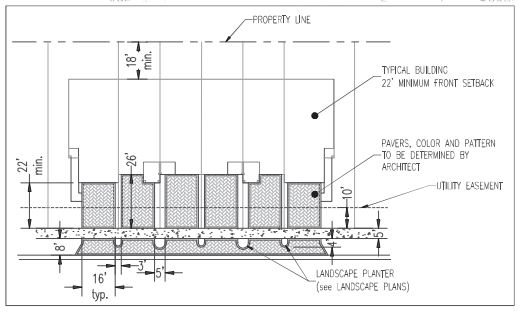 PROPERTY LINE
18'
min.
TYPICAL BUILDING
22' MINIMUM FRONT SETBACK
PAVERS, COLOR AND PATTERN
TO BE DETERMINED BY
ARCHITECT
22'
min.
26'
10'
UTILITY EASEMENT
8'
5'
4'
3'
5'
16'
typ.
LANDSCAPE PLANTER
(see LANDSCAPE PLANS)